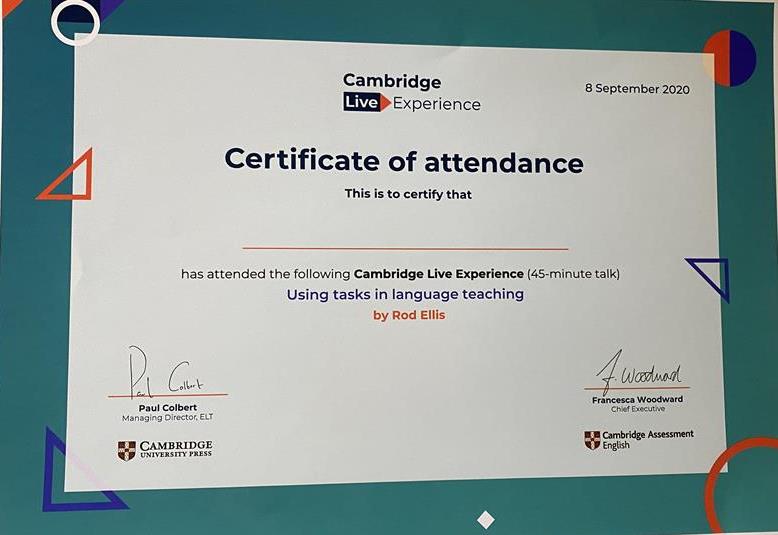 Cambridge
Live Experience
8 September 2020
Certificate of attendance
This is to certify that
has attended the following Cambridge Live Experience (45-minute talk)
Using tasks in language teaching
by Rod Ellis
Paul Colbert
Paul Colbert
Managing Director, ELT
CAMBRIDGE
UNIVERSITY PRESS
F. Woodward
Francesca Woodward
Chief Executive
Cambridge Assessment
English